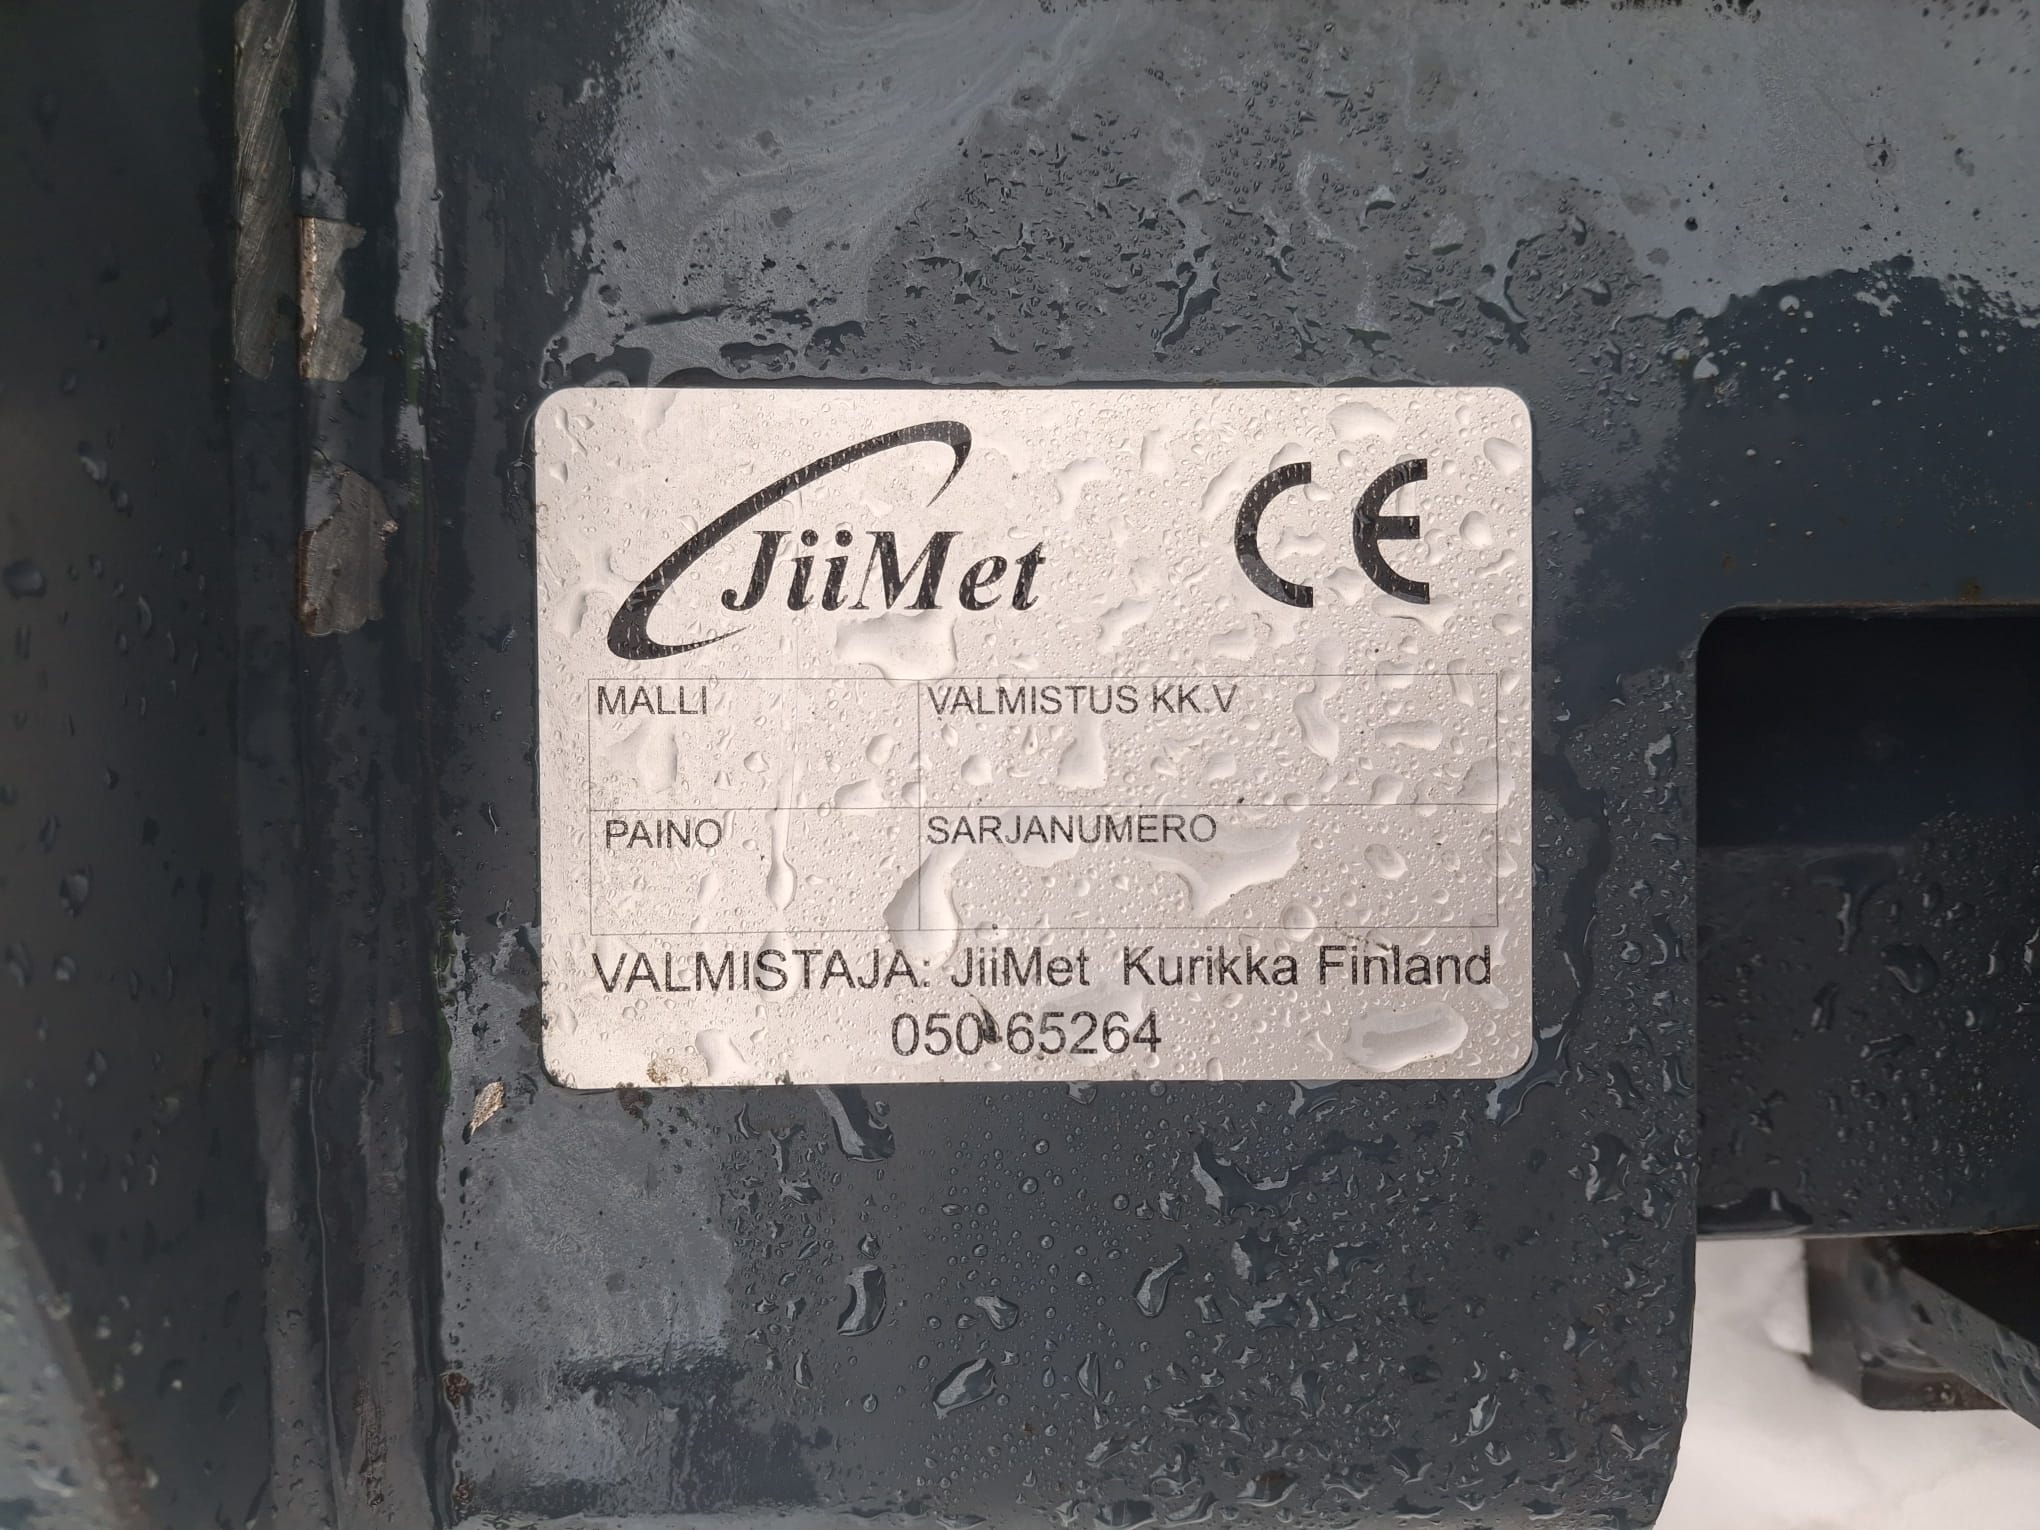 JiiMet CE
MALLI VALMISTUS KK.V
PAINO SARJANUMERO
VALMISTAJA: JiiMet Kurikka Finland
050-65264